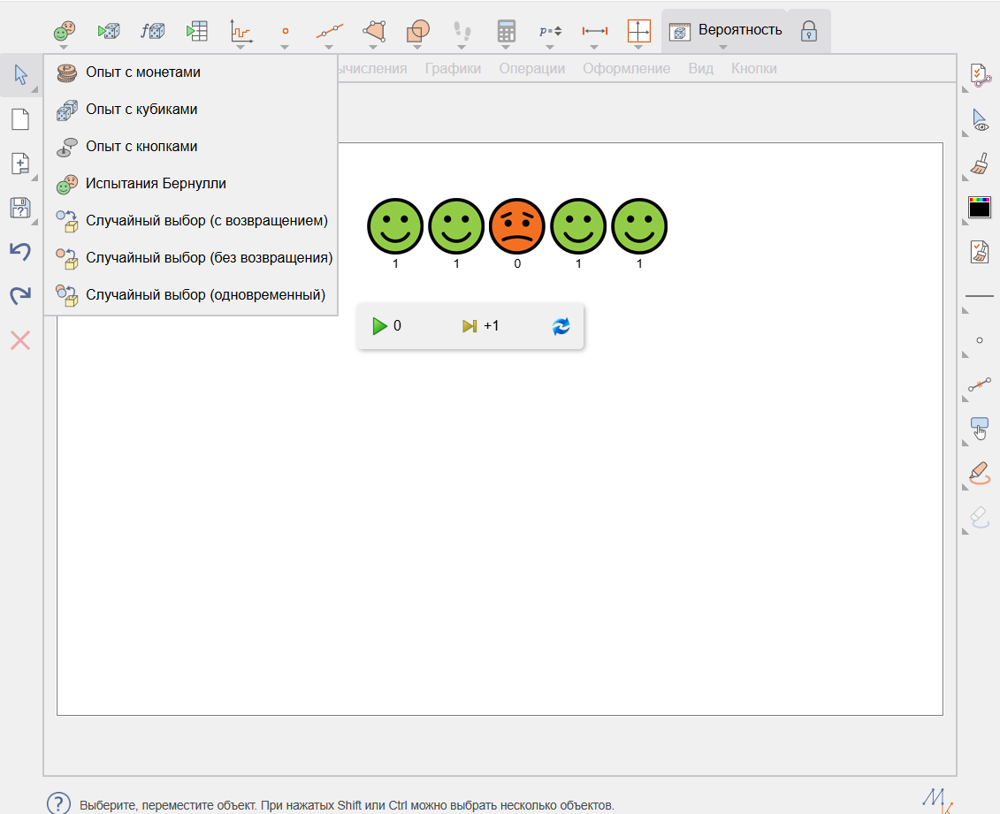 p=
Вероятность
Графики Операции Оформление Вид Кнопки
Опыт с монетами
Опыт с кубиками
Опыт с кнопками
Испытания Бернулли
Случайный выбор (с возвращением)
Случайный выбор (без возвращения)
Случайный выбор (одновременный)
1 1 0 1 1
0 +1
Выберите, переместите объект. При нажатых Shift или Ctrl можно выбрать несколько объектов.